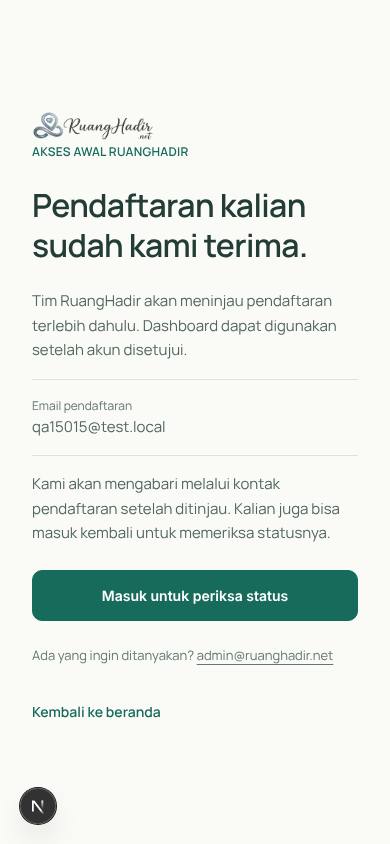 RuangHadir
.net
AKSES AWAL RUANGHADIR
Pendaftaran kalian
sudah kami terima.
Tim RuangHadir akan meninjau pendaftaran
terlebih dahulu. Dashboard dapat digunakan
setelah akun disetujui.
Email pendaftaran
qa15015@test.local
Kami akan mengabari melalui kontak
pendaftaran setelah ditinjau. Kalian juga bisa
masuk kembali untuk memeriksa statusnya.
Masuk untuk periksa status
Ada yang ingin ditanyakan? admin@ruanghadir.net
Kembali ke beranda
N